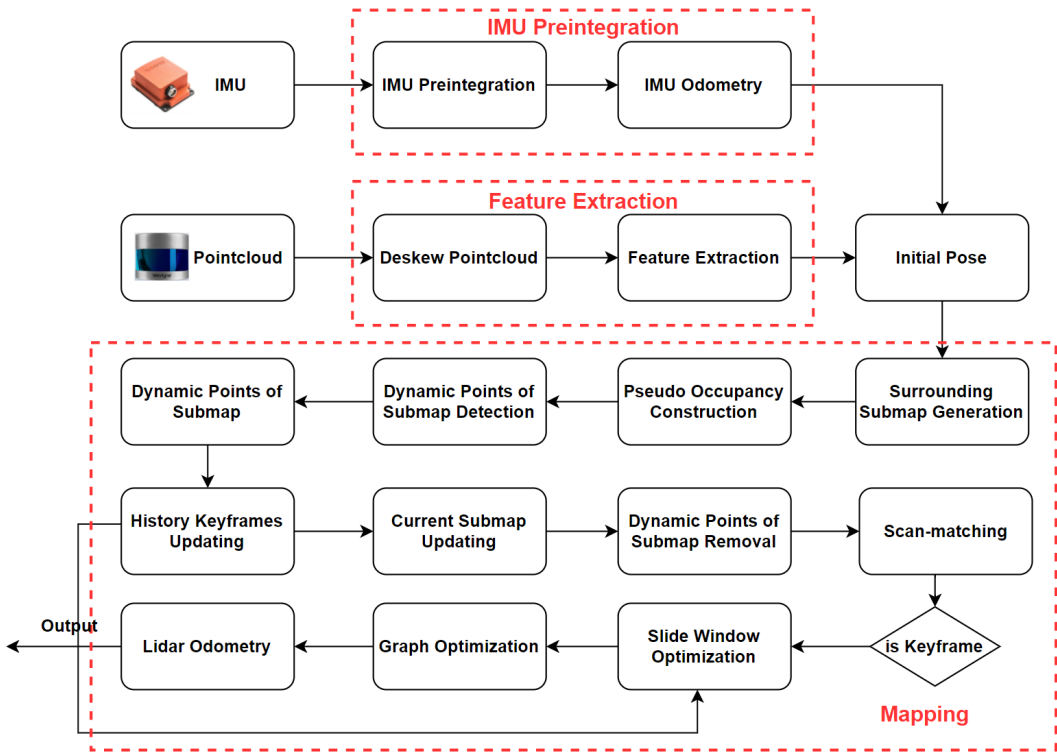 IMU Preintegration
IMU
IMU Preintegration
IMU Odometry
Feature Extraction
Pointcloud
Deskew Pointcloud
Feature Extraction
Initial Pose
Dynamic Points of
Submap
Dynamic Points of
Submap Detection
Pseudo Occupancy
Construction
Surrounding
Submap Generation
History Keyframes
Updating
Current Submap
Updating
Dynamic Points of
Submap Removal
Scan-matching
Output
Lidar Odometry
Graph Optimization
Slide Window
Optimization
is Keyframe
Mapping